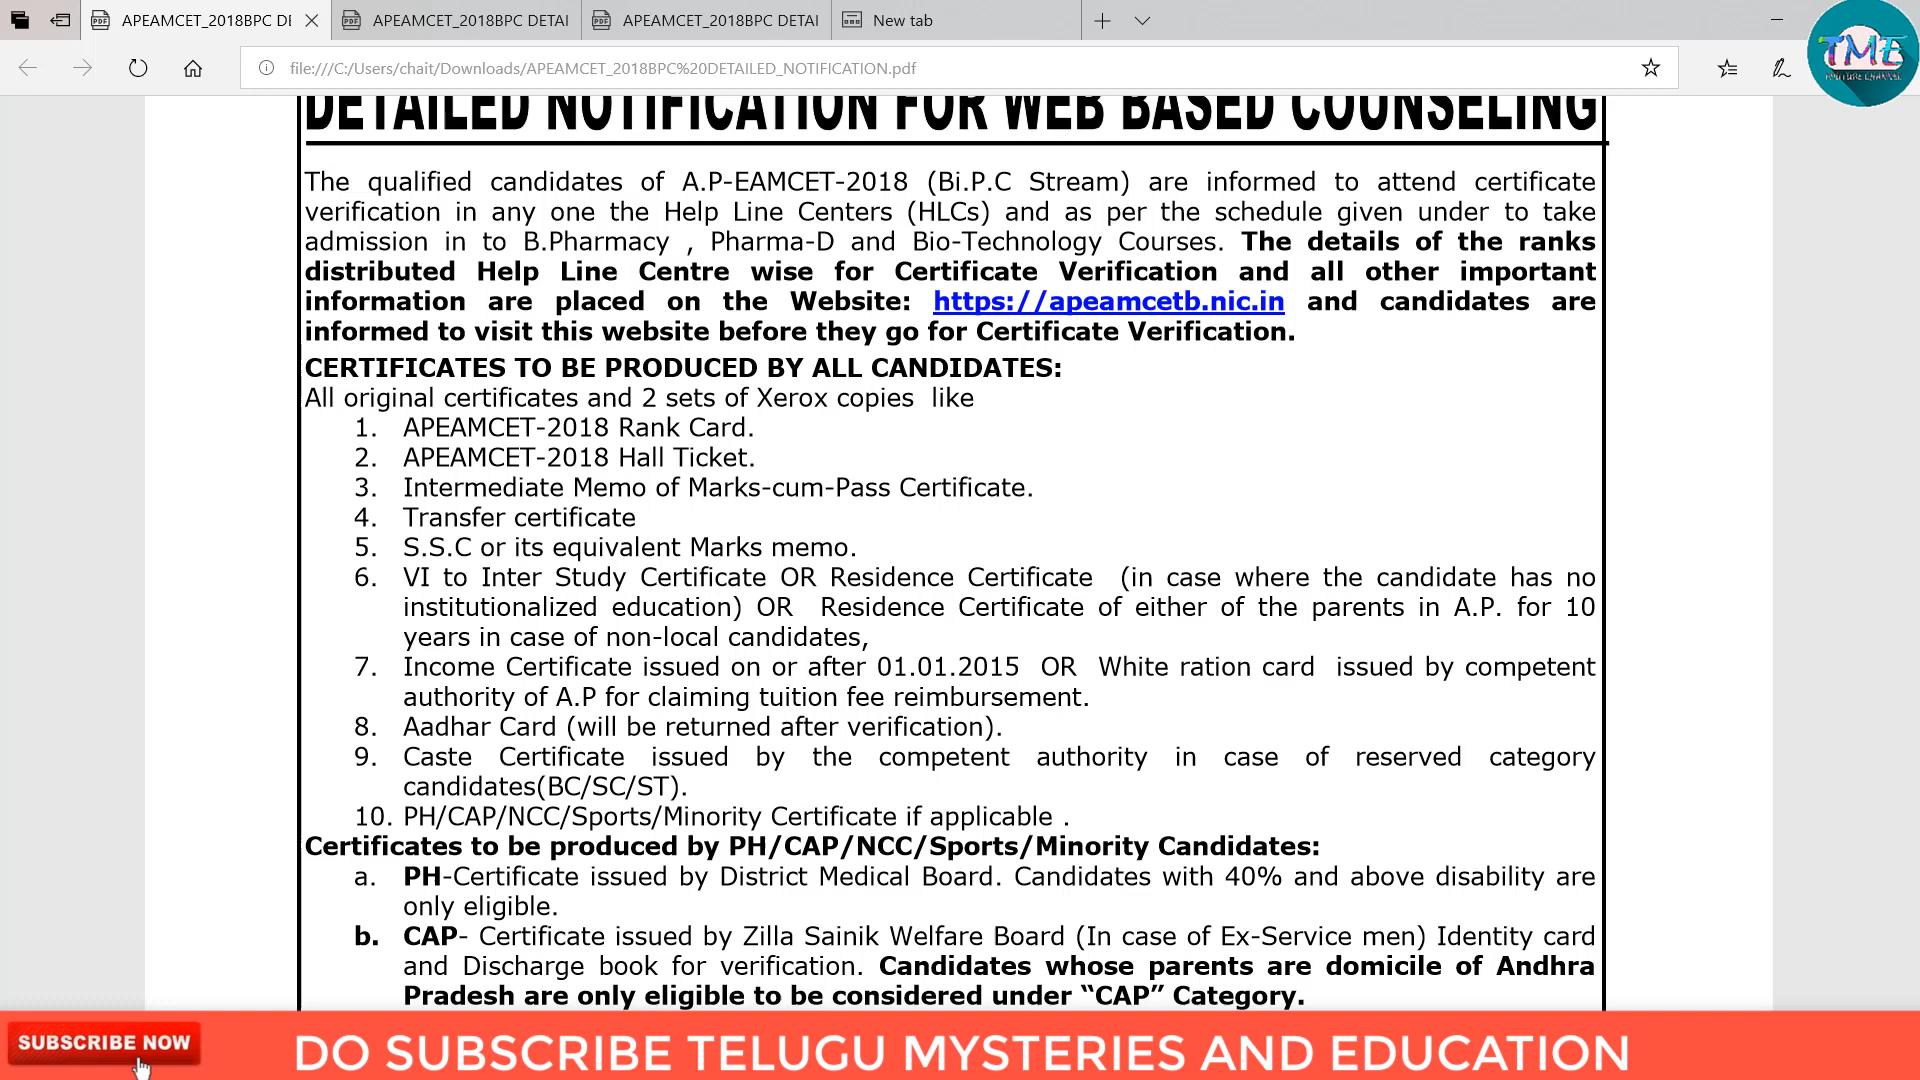 APEAMCET_2018BPC DE
APEAMCET_2018BPC DETAI
APEAMCET_2018BPC DETAI
New tab
file:///C:/Users/chait/Downloads/APEAMCET_2018BPC%20DETAILED_NOTIFICATION.pdf
TME
YOUTUBE CHANNEL
DETAILED NOTIFICATION FOR WEB BASED COUNSELING
The qualified candidates of A.P-EAMCET-2018 (Bi.P.C Stream) are informed to attend certificate
verification in any one the Help Line Centers (HLCs) and as per the schedule given under to take
admission in to B.Pharmacy , Pharma-D and Bio-Technology Courses. The details of the ranks
distributed Help Line Centre wise for Certificate Verification and all other important
information are placed on the Website: https://apeamcetb.nic.in and candidates are
informed to visit this website before they go for Certificate Verification.
CERTIFICATES TO BE PRODUCED BY ALL CANDIDATES:
All original certificates and 2 sets of Xerox copies like
1. APEAMCET-2018 Rank Card.
2. APEAMCET-2018 Hall Ticket.
3. Intermediate Memo of Marks-cum-Pass Certificate.
4. Transfer certificate
5. S.S.C or its equivalent Marks memo.
6. VI to Inter Study Certificate OR Residence Certificate (in case where the candidate has no
institutionalized education) OR Residence Certificate of either of the parents in A.P. for 10
years in case of non-local candidates,
7. Income Certificate issued on or after 01.01.2015 OR White ration card issued by competent
authority of A.P for claiming tuition fee reimbursement.
8. Aadhar Card (will be returned after verification).
9. Caste Certificate issued by the competent authority in case of reserved category
candidates(BC/SC/ST).
10. PH/CAP/NCC/Sports/Minority Certificate if applicable .
Certificates to be produced by PH/CAP/NCC/Sports/Minority Candidates:
a. PH-Certificate issued by District Medical Board. Candidates with 40% and above disability are
only eligible.
b. CAP- Certificate issued by Zilla Sainik Welfare Board (In case of Ex-Service men) Identity card
and Discharge book for verification. Candidates whose parents are domicile of Andhra
Pradesh are only eligible to be considered under “CAP” Category.
SUBSCRIBE NOW
DO SUBSCRIBE TELUGU MYSTERIES AND EDUCATION